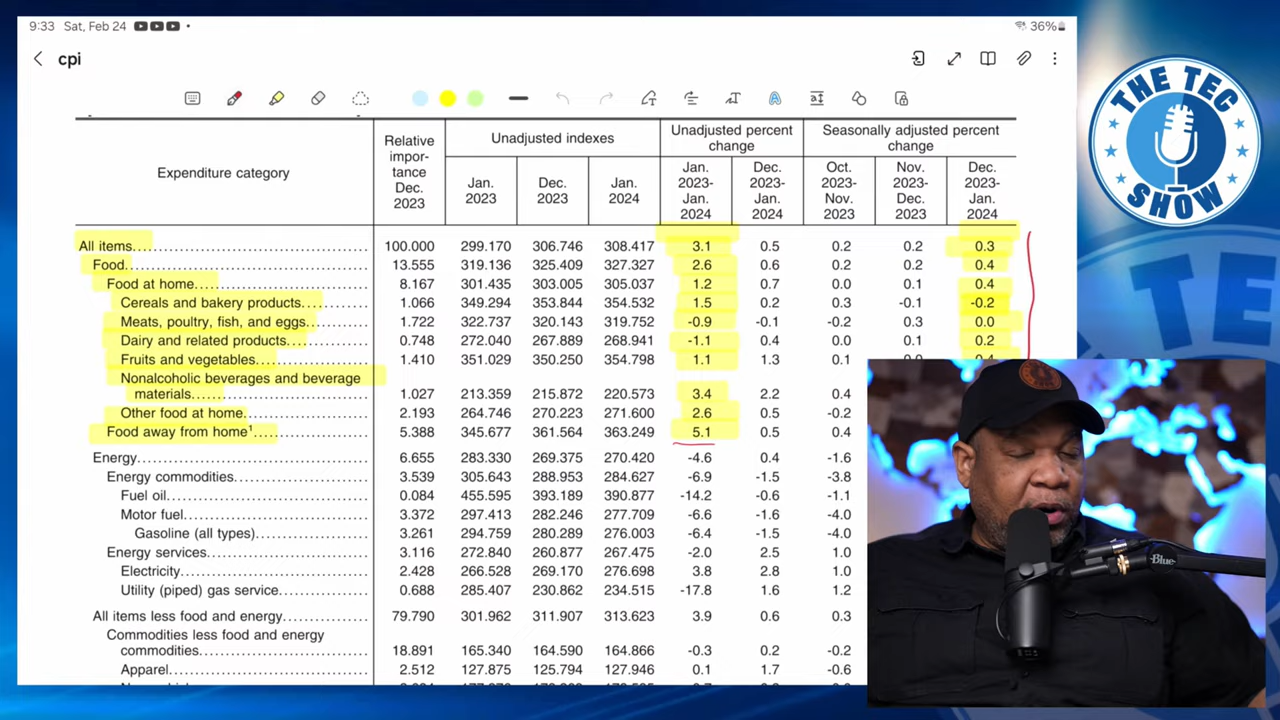 9:33 Sat, Feb 24
36%
cpi
THE TEC
SHOW
Expenditure category
Relative
impor-
tance
Dec.
2023
Unadjusted indexes
Jan.
2023
Dec.
2023
Jan.
2024
Unadjusted percent
change
Jan.
2023-
Jan.
2024
Dec.
2023-
Jan.
2024
Seasonally adjusted percent
change
Oct.
2023-
Nov.
2023
Nov.
2023-
Dec.
2023
Dec.
2023-
Jan.
2024
All items 100.000 299.170 306.746 308.417 3.1 0.5 0.2 0.2 0.3
Food 13.555 319.136 325.409 327.327 2.6 0.6 0.2 0.2 0.4
Food at home 8.167 301.435 303.005 305.037 1.2 0.7 0.0 0.1 0.4
Cereals and bakery products 1.066 349.294 353.844 354.532 1.5 0.2 0.3 -0.1 -0.2
Meats, poultry, fish, and eggs 1.722 322.737 320.143 319.752 -0.9 -0.1 -0.2 0.3 0.0
Dairy and related products 0.748 272.040 267.889 268.941 -1.1 0.4 0.0 0.1 0.2
Fruits and vegetables 1.410 351.029 350.250 354.798 1.1 1.3 0.1
Nonalcoholic beverages and beverage
materials 1.027 213.359 215.872 220.573 3.4 2.2 0.4
Other food at home 2.193 264.746 270.223 271.600 2.6 0.5 -0.2
Food away from home¹ 5.388 345.677 361.564 363.249 5.1 0.5 0.4
Energy 6.655 283.330 269.375 270.420 -4.6 0.4 -1.6
Energy commodities 3.539 305.643 288.953 284.627 -6.9 -1.5 -3.8
Fuel oil 0.084 455.595 393.189 390.877 -14.2 -0.6 -1.1
Motor fuel 3.372 297.413 282.246 277.709 -6.6 -1.6 -4.0
Gasoline (all types) 3.261 294.759 280.289 276.003 -6.4 -1.5 -4.0
Energy services 3.116 272.840 260.877 267.475 -2.0 2.5 1.0
Electricity 2.428 266.528 269.170 276.698 3.8 2.8 1.0
Utility (piped) gas service 0.688 285.407 230.862 234.515 -17.8 1.6 1.2
All items less food and energy 79.790 301.962 311.907 313.623 3.9 0.6 0.3
Commodities less food and energy
commodities 18.891 165.340 164.590 164.866 -0.3 0.2 -0.2
Apparel 2.512 127.875 125.794 127.946 0.1 1.7 -0.6
Blue